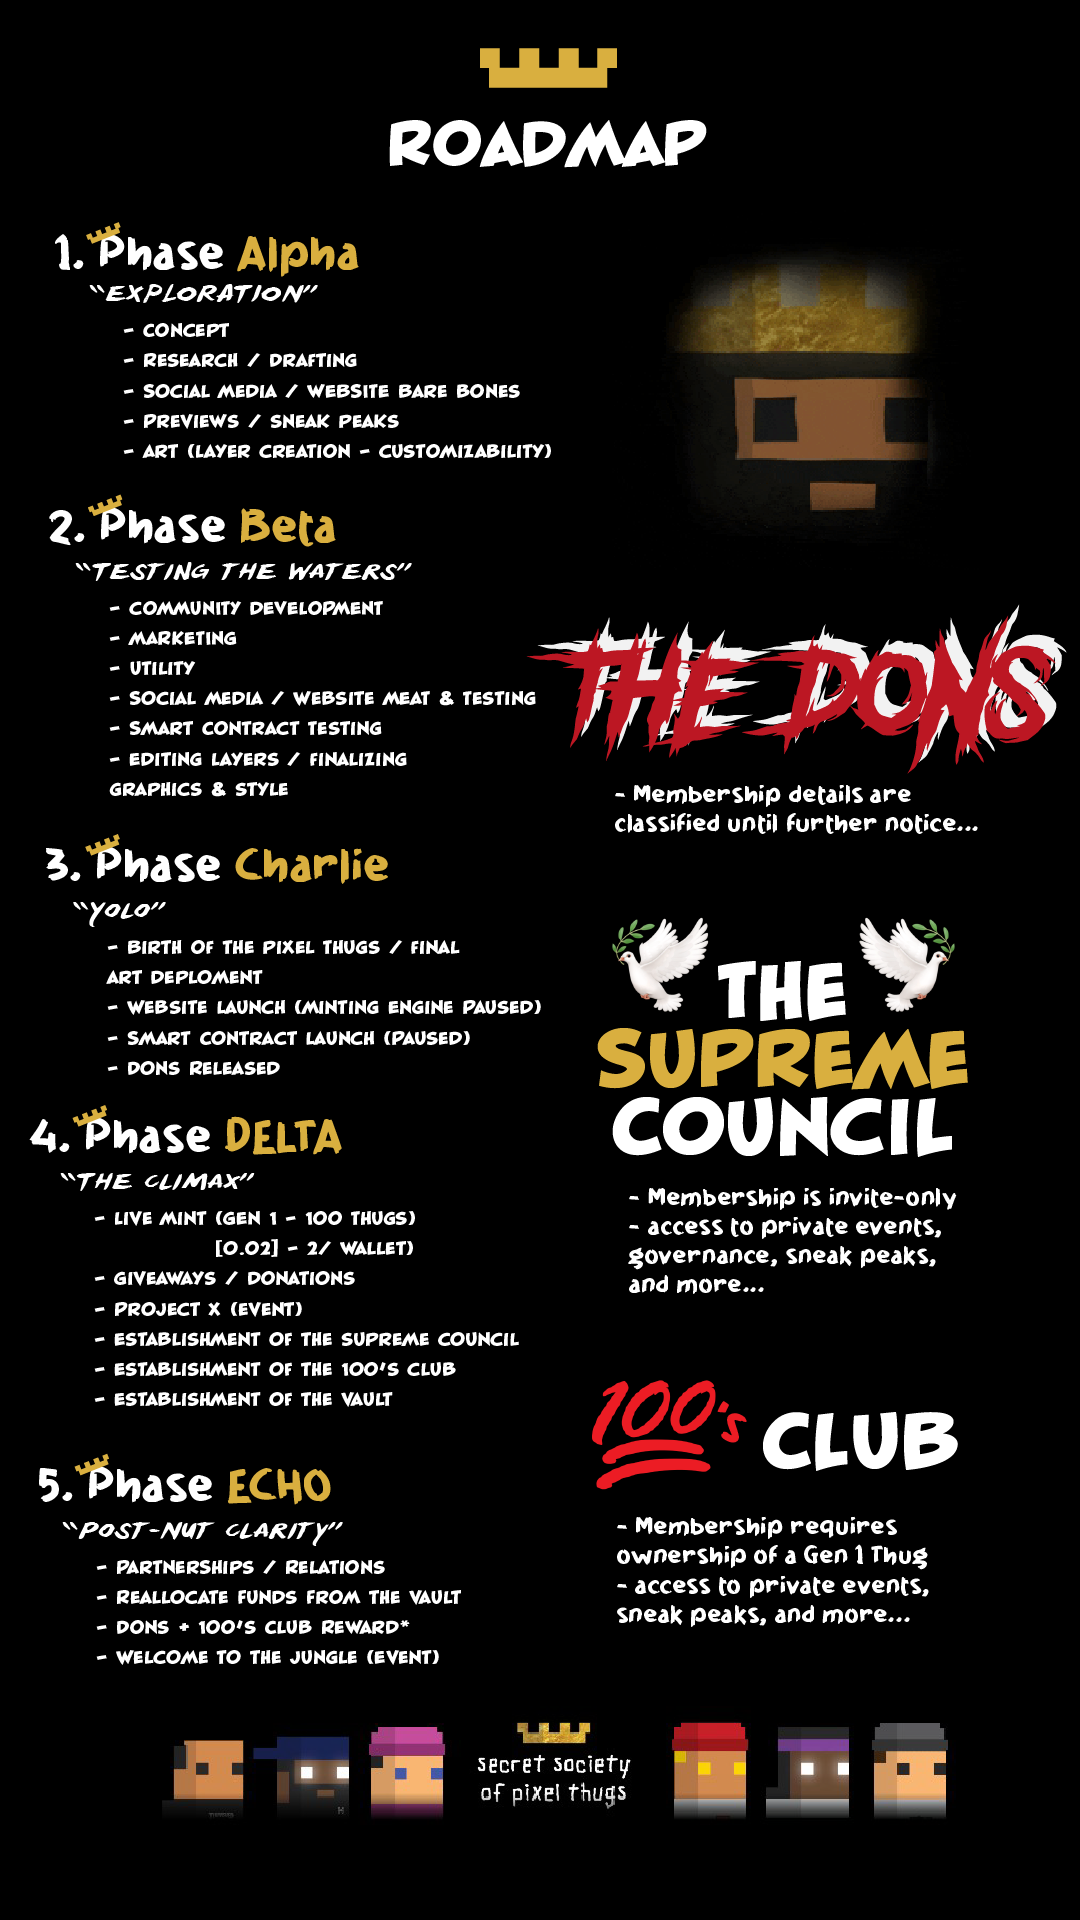 ROADMAP
1. Phase Alpha
"EXPLORATION"
- CONCEPT
- RESEARCH / DRAFTING
- SOCIAL MEDIA / WEBSITE BARE BONES
- PREVIEWS / SNEAK PEAKS
- ART (LAYER CREATION - CUSTOMIZABILITY)
2. Phase Beta
"TESTING THE WATERS"
- COMMUNITY DEVELOPMENT
- MARKETING
- UTILITY
- SOCIAL MEDIA / WEBSITE MEAT & TESTING
- SMART CONTRACT TESTING
- EDITING LAYERS / FINALIZING
GRAPHICS & STYLE
3. Phase Charlie
"YOLO"
- BIRTH OF THE PIXEL THUGS / FINAL
ART DEPLOMENT
- WEBSITE LAUNCH (MINTING ENGINE PAUSED)
- SMART CONTRACT LAUNCH (PAUSED)
- DONS RELEASED
4. Phase DELTA
"THE CLIMAX"
- LIVE MINT (GEN 1 - 100 THUGS)
[0.02] - 2/ WALLET)
- GIVEAWAYS / DONATIONS
- PROJECT X (EVENT)
- ESTABLISHMENT OF THE SUPREME COUNCIL
- ESTABLISHMENT OF THE 100'S CLUB
- ESTABLISHMENT OF THE VAULT
5. Phase ECHO
"POST-NUT CLARITY"
- PARTNERSHIPS / RELATIONS
- REALLOCATE FUNDS FROM THE VAULT
- DONS + 100'S CLUB REWARD*
- WELCOME TO THE JUNGLE (EVENT)
THE DONS
- Membership details are
classified until further notice...
THE
SUPREME
COUNCIL
- Membership is invite-only
- access to private events,
governance, sneak peaks,
and more...
100's CLUB
- Membership requires
ownership of a Gen 1 Thug
- access to private events,
sneak peaks, and more...
secret society
of pixel thugs